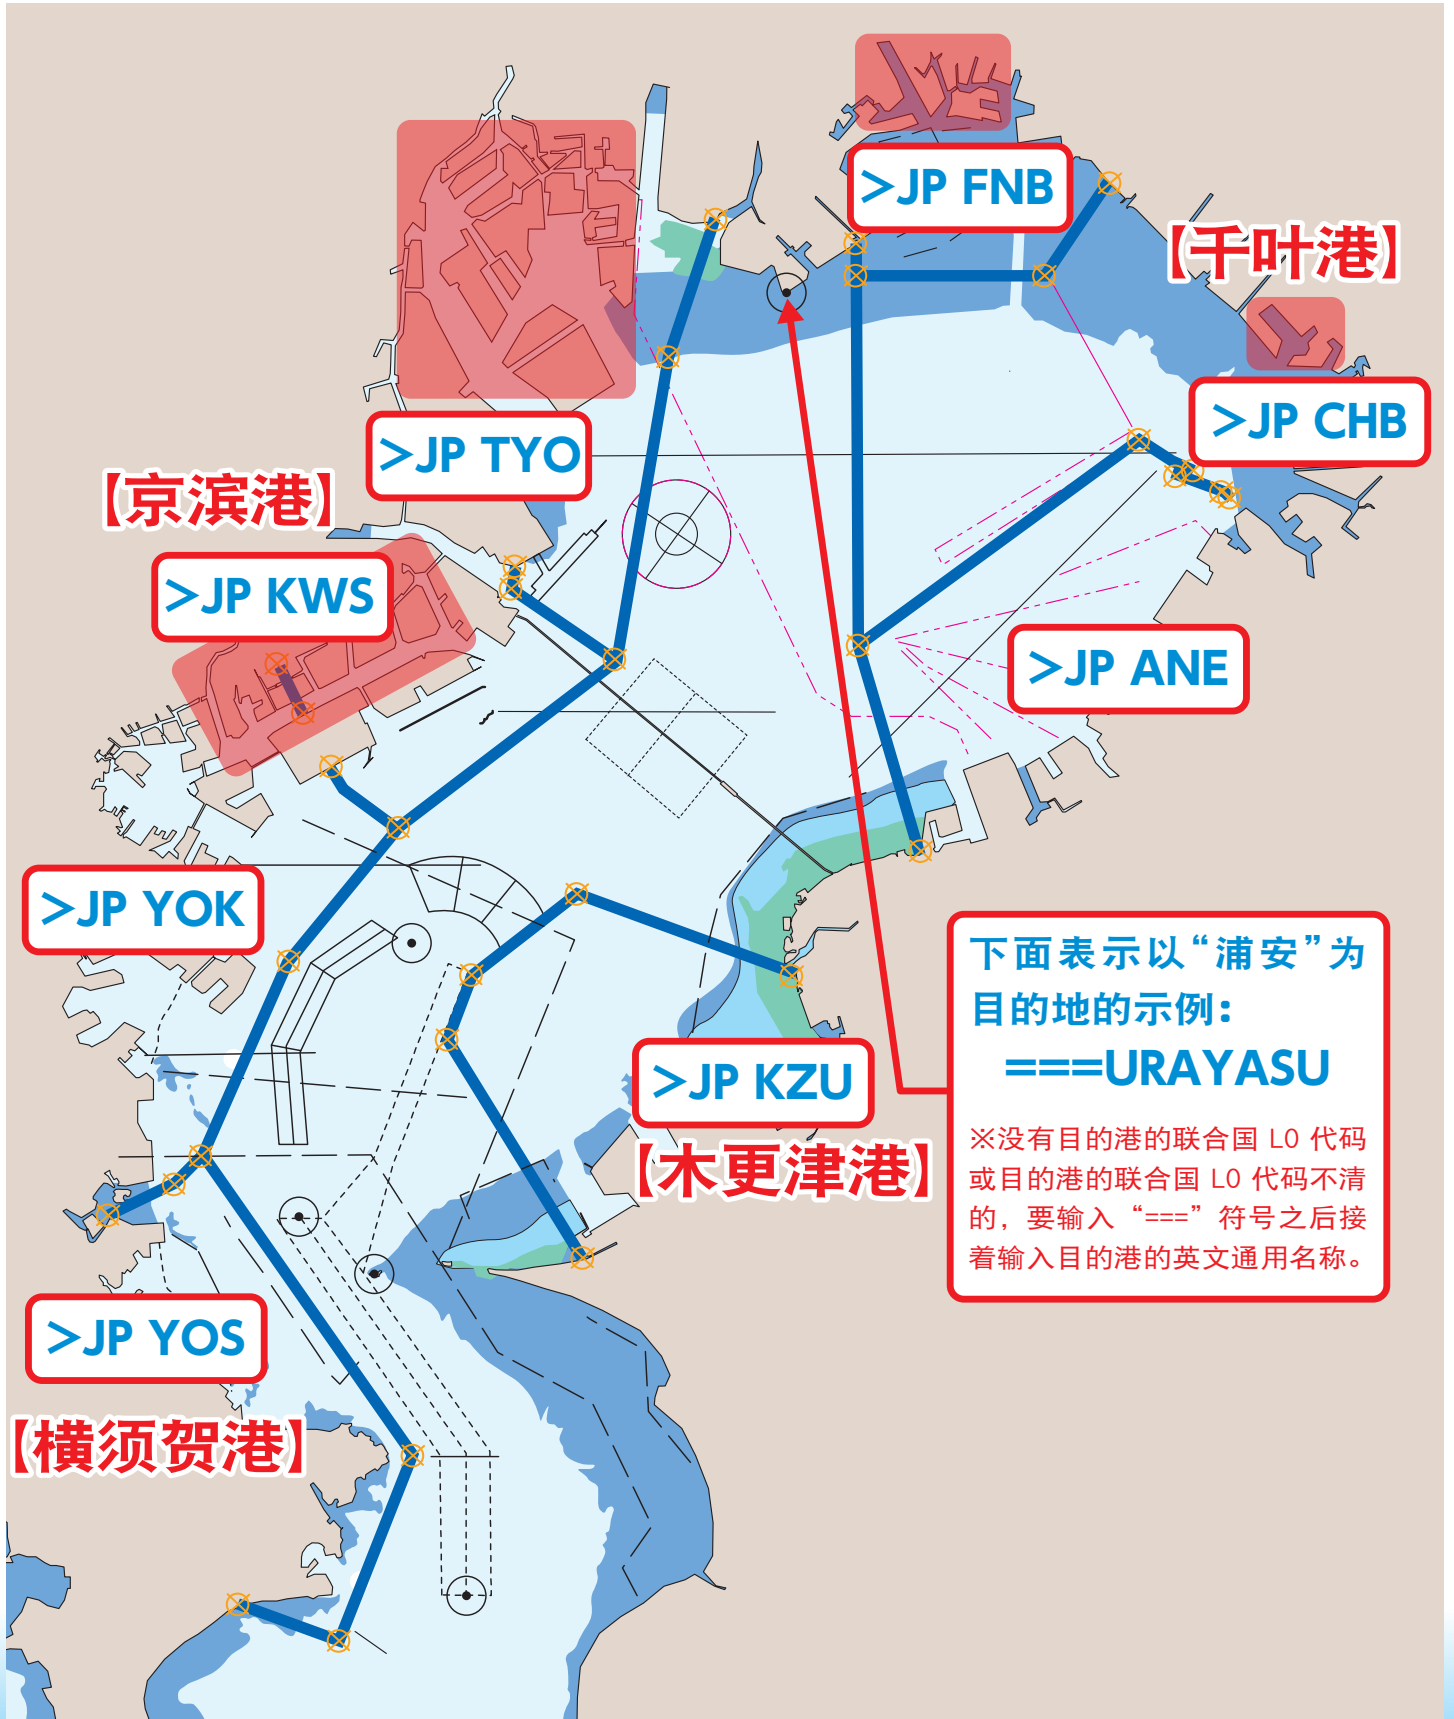 >JP FNB
【千叶港】
>JP CHB
>JP TYO
【京滨港】
>JP KWS
>JP ANE
>JP YOK
下面表示以“浦安”为
目的地的示例:
===URAYASU
※没有目的港的联合国 LO 代码
或目的港的联合国 LO 代码不清
的，要输入“===”符号之后接
着输入目的港的英文通用名称。
>JP KZU
【木更津港】
>JP YOS
【横须贺港】